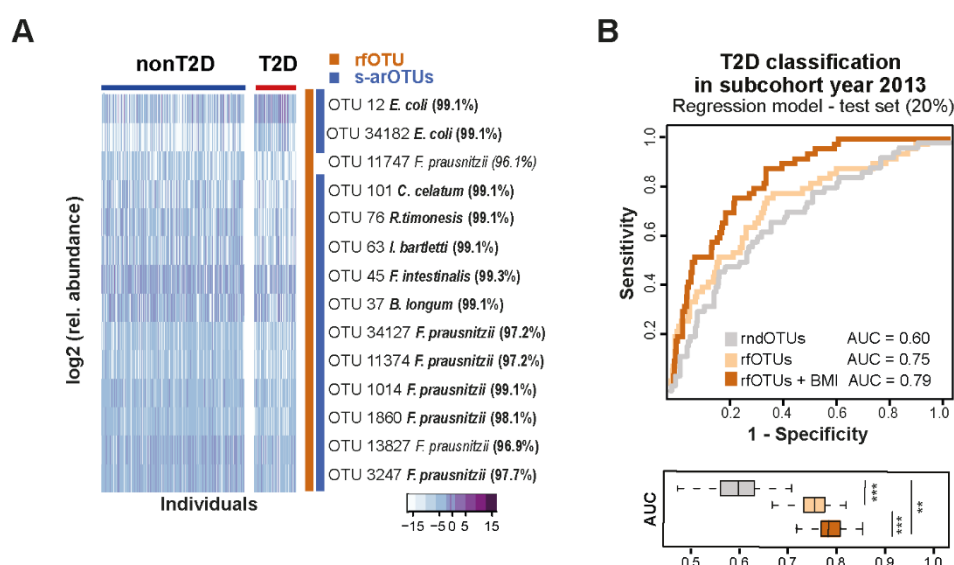 A
nonT2D
T2D
rfOTU
s-arOTUs
log2 (rel. abundance)
OTU 12 E. coli (99.1%)
OTU 34182 E. coli (99.1%)
OTU 11747 F. prausnitzii (96.1%)
OTU 101 C. celatum (99.1%)
OTU 76 R.timonesis (99.1%)
OTU 63 I. bartletti (99.1%)
OTU 45 F. intestinalis (99.3%)
OTU 37 B. longum (99.1%)
OTU 34127 F. prausnitzii (97.2%)
OTU 11374 F. prausnitzii (97.2%)
OTU 1014 F. prausnitzii (99.1%)
OTU 1860 F. prausnitzii (98.1%)
OTU 13827 F. prausnitzii (96.9%)
OTU 3247 F. prausnitzii (97.7%)
Individuals
−15 −5 0 5 15
B
T2D classification
in subcohort year 2013
Regression model - test set (20%)
Sensitivity
1.0
0.8
0.6
0.4
0.2
rndOTUs AUC = 0.60
rfOTUs AUC = 0.75
rfOTUs + BMI AUC = 0.79
0.2 0.4 0.6 0.8 1.0
1 - Specificity
AUC
***
**
***
0.5 0.6 0.7 0.8 0.9 1.0